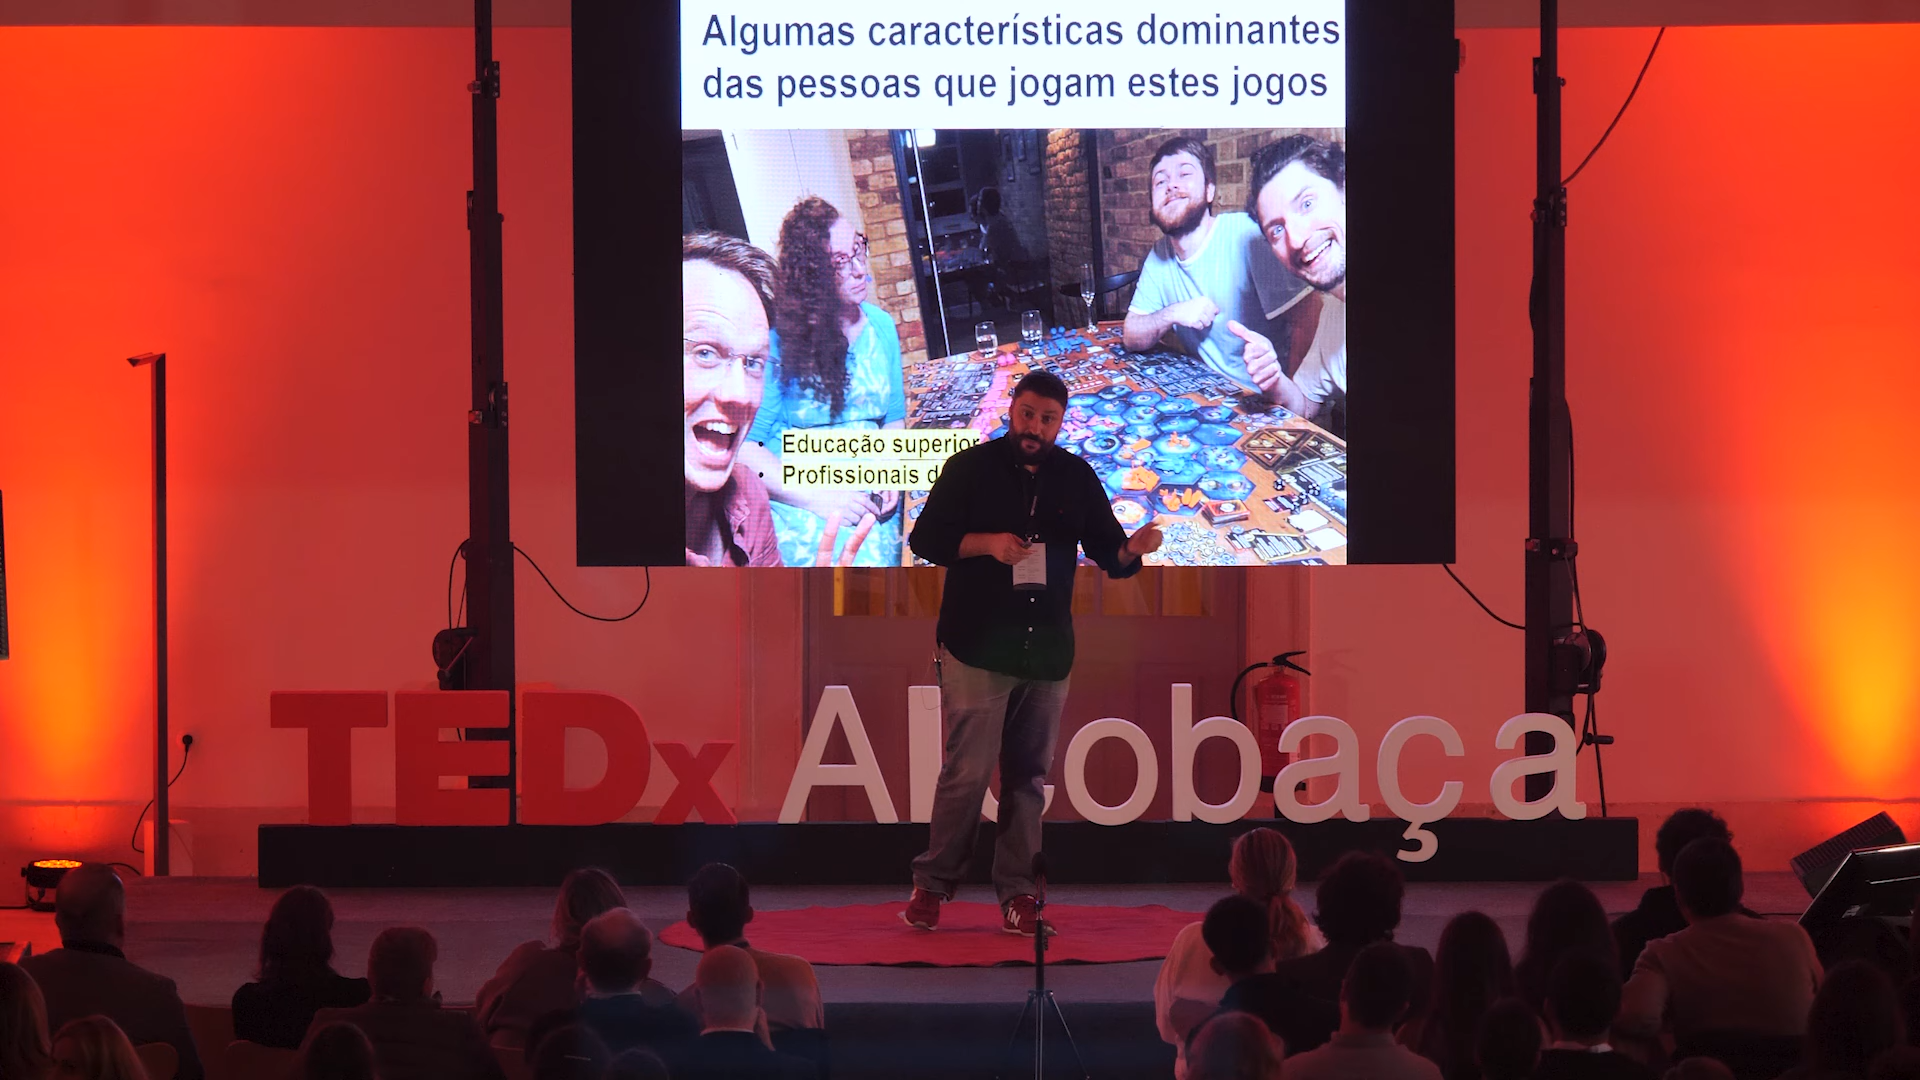 Algumas características dominantes
das pessoas que jogam estes jogos
• Educação superior
• Profissionais
TEDx Alcobaça